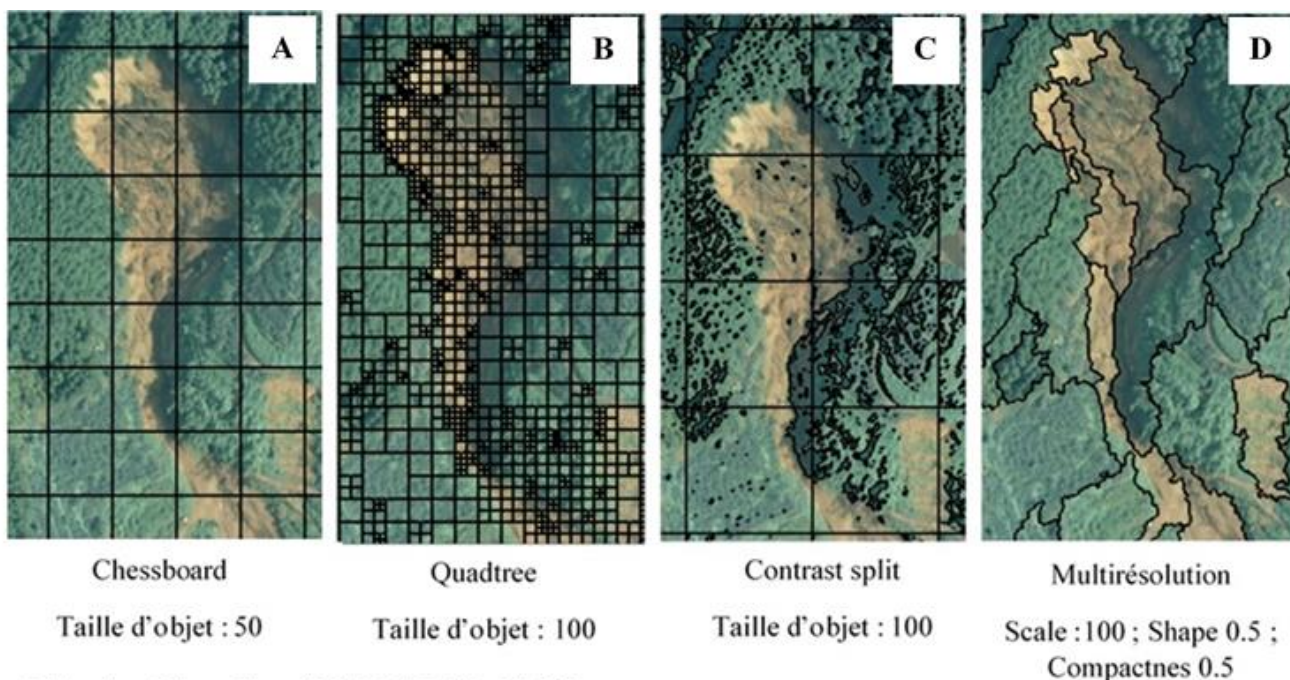 A
B
C
D
Chessboard
Quadtree
Contrast split
Multirésolution
Taille d'objet : 50
Taille d'objet : 100
Taille d'objet : 100
Scale :100 ; Shape 0.5 ;
Compactnes 0.5